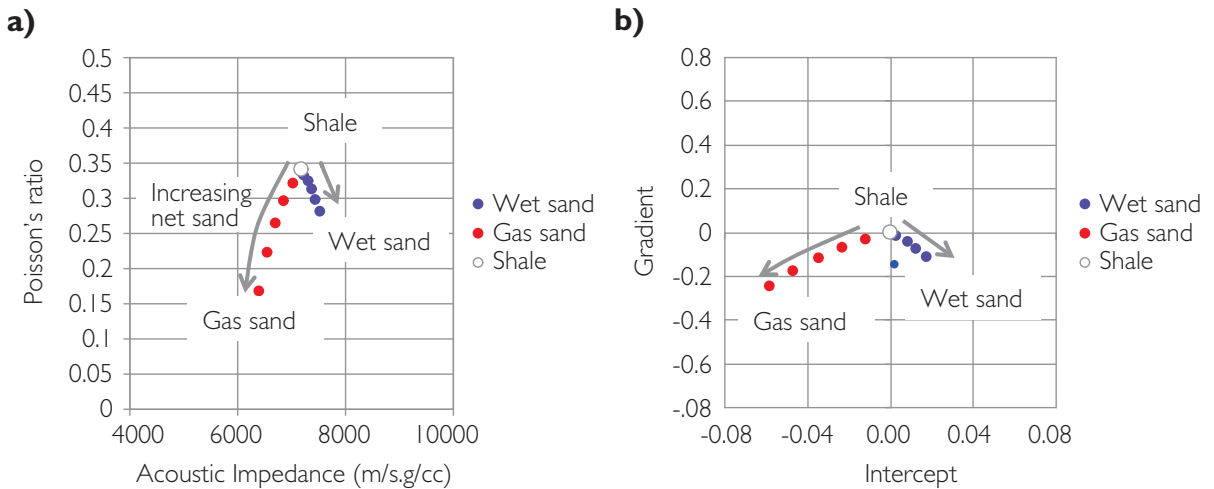 a)
0.5
0.45
0.4
0.35
0.3
0.25
0.2
0.15
0.1
0.05
0
Poisson's ratio
Shale
Increasing
net sand
Wet sand
Gas sand
4000
6000
8000
10000
Acoustic Impedance (m/s.g/cc)
Wet sand
Gas sand
Shale
b)
0.8
0.6
0.4
0.2
0
-0.2
-0.4
-0.6
-.08
Gradient
Shale
Wet sand
Gas sand
-0.08
-0.04
0.00
0.04
0.08
Intercept
Wet sand
Gas sand
Shale